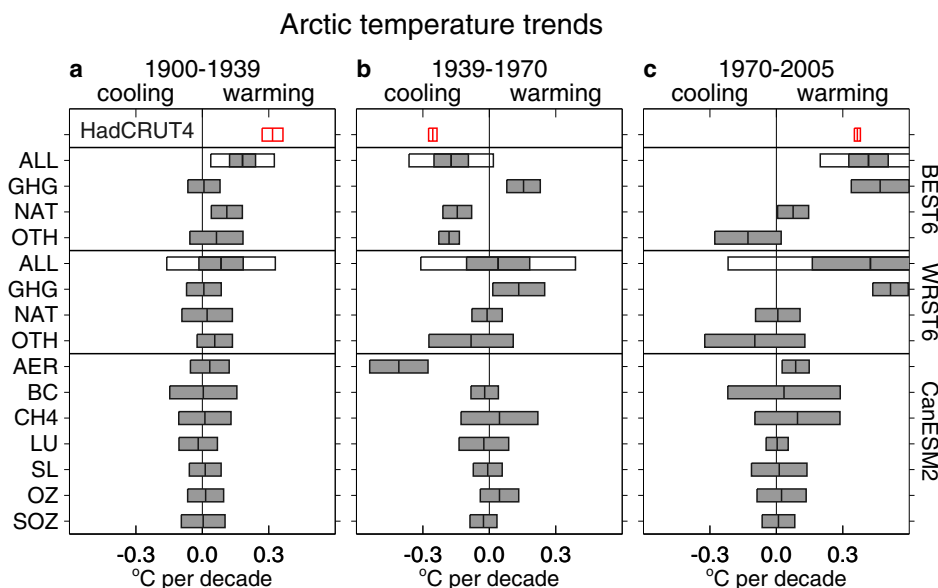 Arctic temperature trends
a 1900-1939
cooling warming
b 1939-1970
cooling warming
c 1970-2005
cooling warming
HadCRUT4
ALL
GHG
NAT
OTH
BEST6
ALL
GHG
NAT
OTH
WRST6
AER
BC
CH4
LU
SL
OZ
SOZ
CanESM2
-0.3 0.0 0.3
°C per decade
-0.3 0.0 0.3
°C per decade
-0.3 0.0 0.3
°C per decade